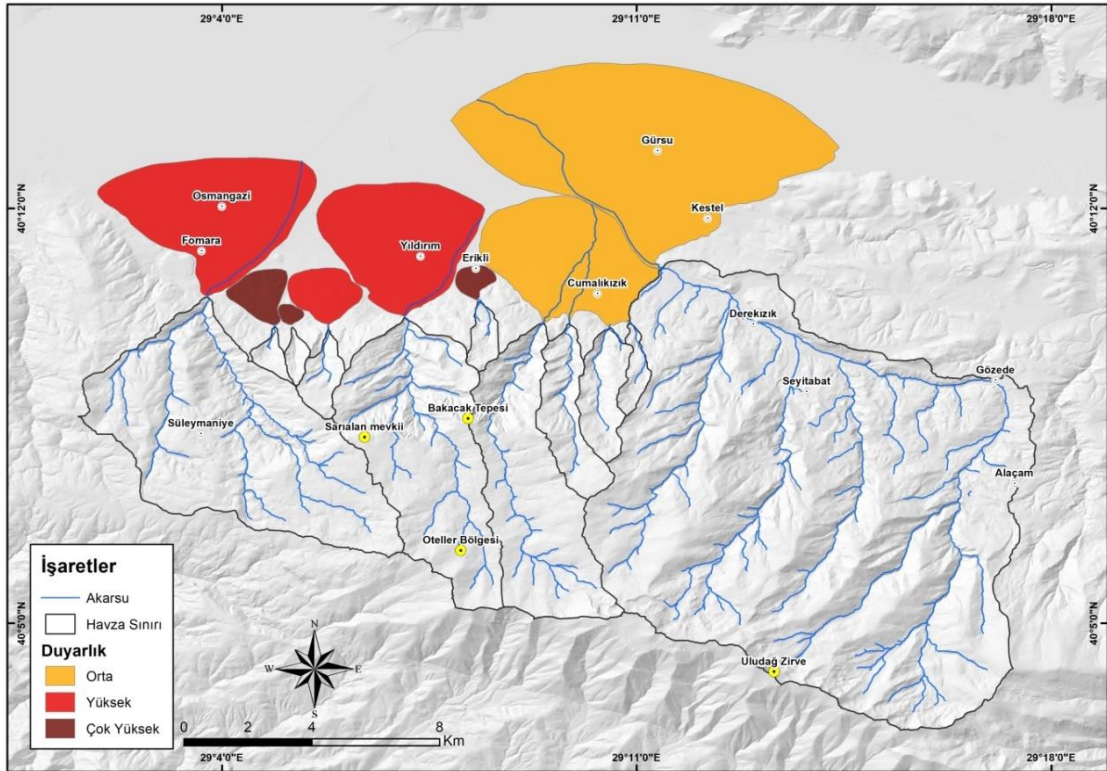 29°4'0"E
29°11'0"E
29°18'0"E
40°12'0"N
40°12'0"N
Gürsu
Osmangazi
Kestel
Fomara
Yıldırım
Erikli
Cumalıkızık
Derekızık
Gözede
Seyitabat
Bakacak Tepesi
Süleymaniye
Sarıalan mevkii
Alaçam
Oteller Bölgesi
Uludağ Zirve
40°5'0"N
40°5'0"N
İşaretler
Akarsu
Havza Sınırı
Duyarlık
Orta
Yüksek
Çok Yüksek
N
W
E
S
0
4
8
Km
29°4'0"E
29°11'0"E
29°18'0"E